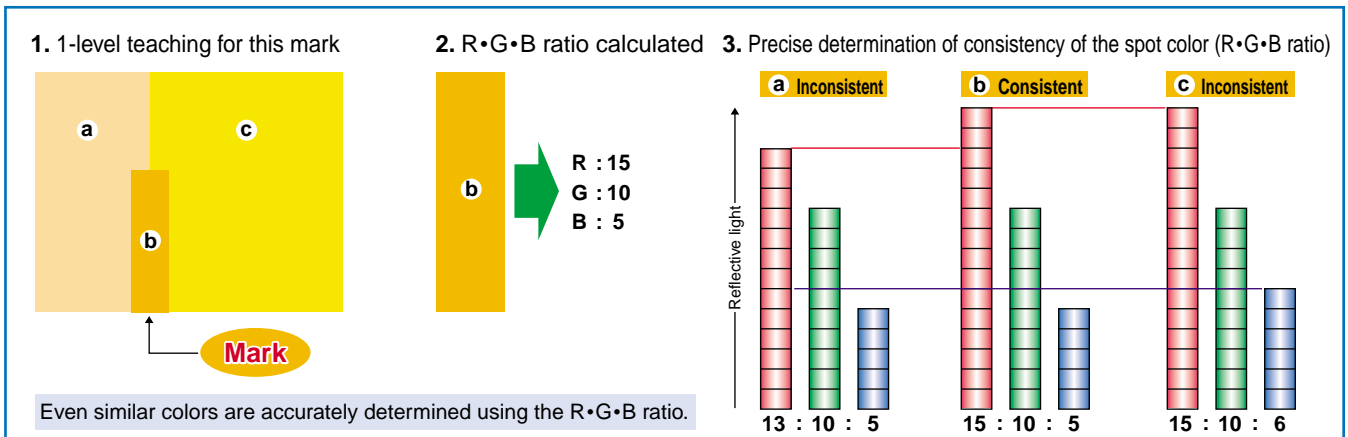 1. 1-level teaching for this mark
a
c
b
Mark
Even similar colors are accurately determined using the R•G•B ratio.
2. R•G•B ratio calculated
b
R : 15
G : 10
B : 5
3. Precise determination of consistency of the spot color (R•G•B ratio)
a Inconsistent
b Consistent
c Inconsistent
Reflective light
13 : 10 : 5
15 : 10 : 5
15 : 10 : 6